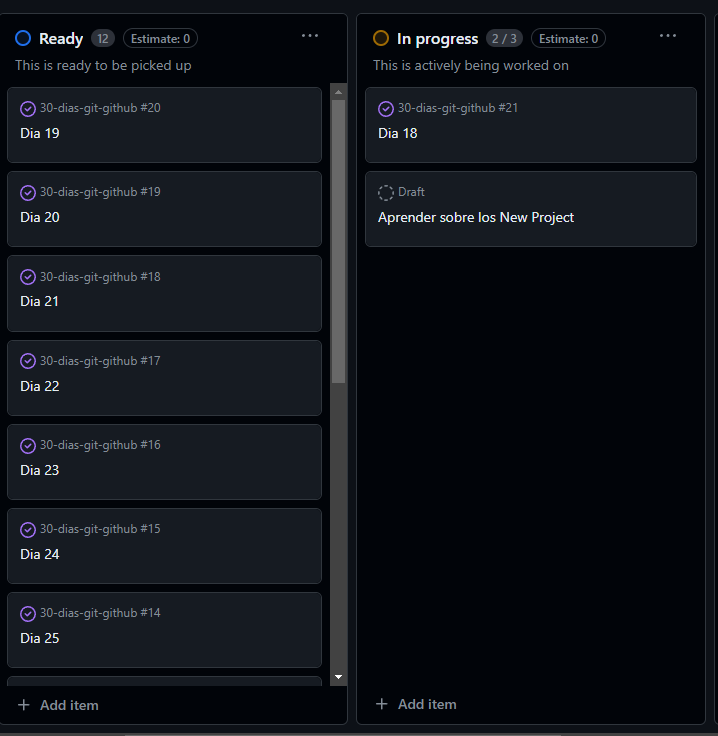 Ready 12 Estimate: 0 ...
This is ready to be picked up
30-dias-git-github #20
Dia 19
30-dias-git-github #19
Dia 20
30-dias-git-github #18
Dia 21
30-dias-git-github #17
Dia 22
30-dias-git-github #16
Dia 23
30-dias-git-github #15
Dia 24
30-dias-git-github #14
Dia 25
+ Add item
In progress 2 / 3 Estimate: 0 ...
This is actively being worked on
30-dias-git-github #21
Dia 18
Draft
Aprender sobre los New Project
+ Add item